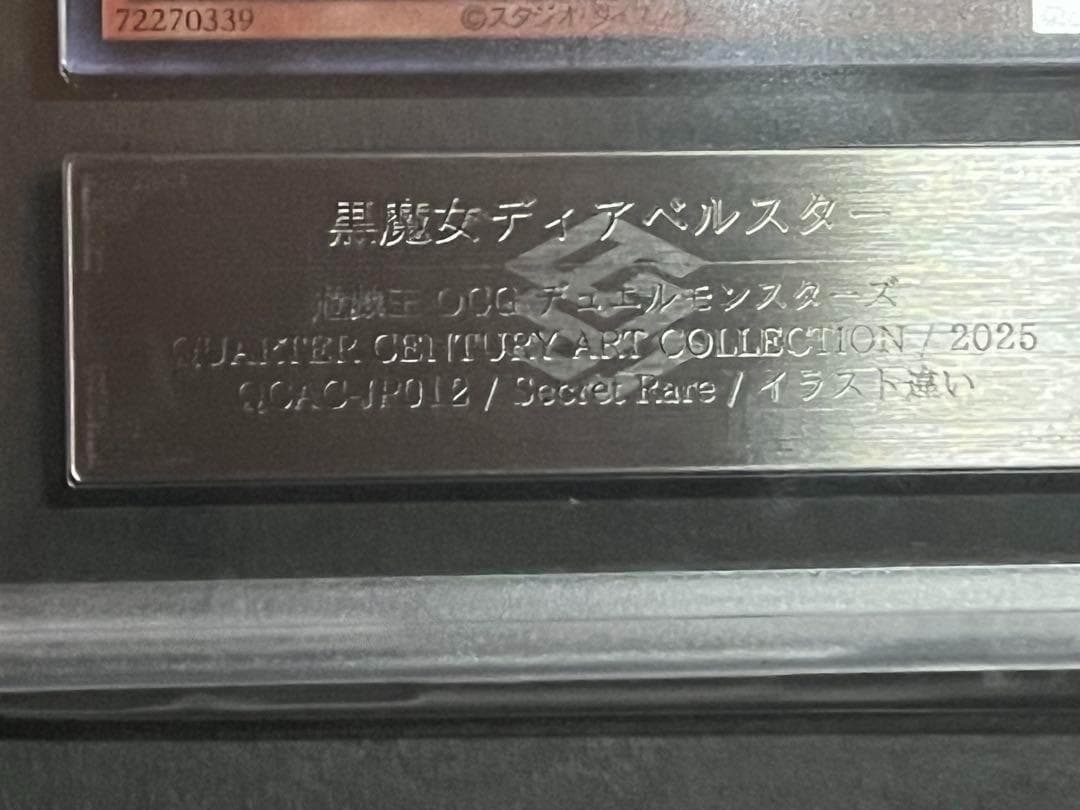 72270339 ©スタジオ・ダイス/
黒魔女ディアベルスター
遊戯王 OCG デュエルモンスターズ
QUARTER CENTURY ART COLLECTION / 2025
QCAC-JP012 / Secret Rare / イラスト違い